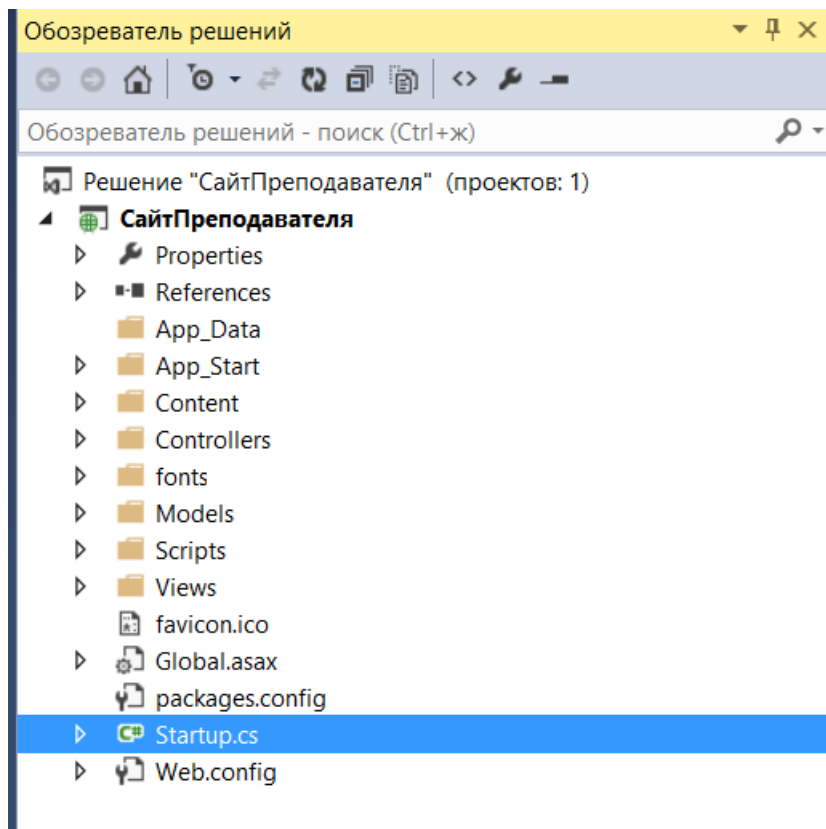 Обозреватель решений
Обозреватель решений - поиск (Ctrl+ж)
Решение "СайтПреподавателя" (проектов: 1)
СайтПреподавателя
Properties
References
App_Data
App_Start
Content
Controllers
fonts
Models
Scripts
Views
favicon.ico
Global.asax
packages.config
C# Startup.cs
Web.config